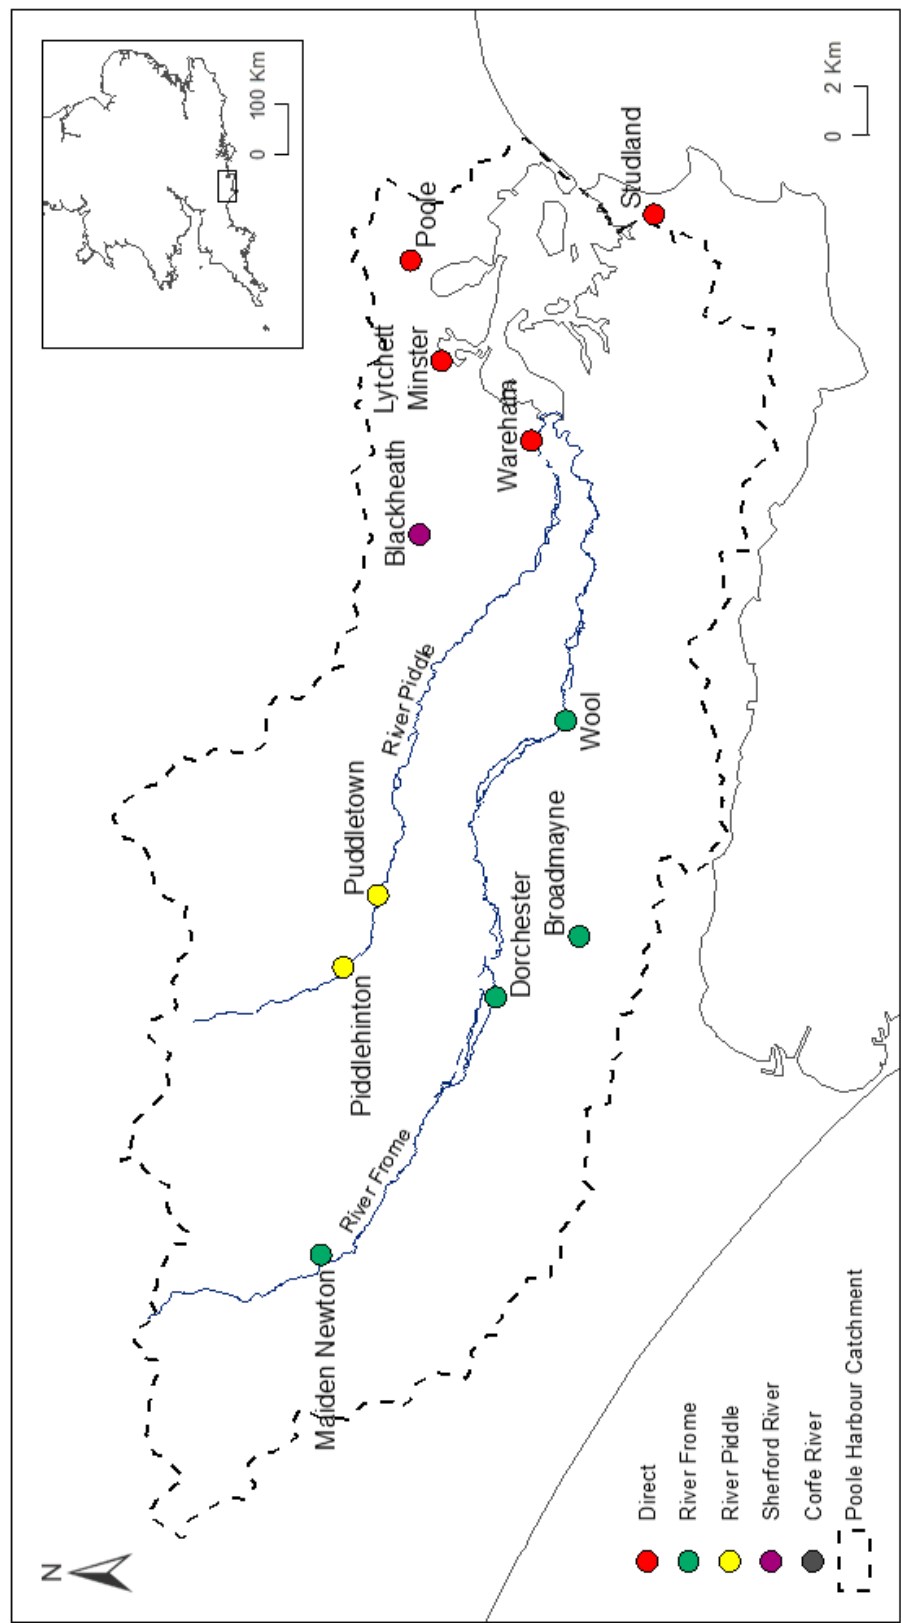 N
0 100 Km
Poole
Studland
Lytchett
Minster
Wareham
Blackheath
River Piddle
Puddletown
Wool
Broadmayne
Piddlehinton
Dorchester
River Frome
Maiden Newton
0 2 Km
Direct
River Frome
River Piddle
Sherford River
Corfe River
Poole Harbour Catchment